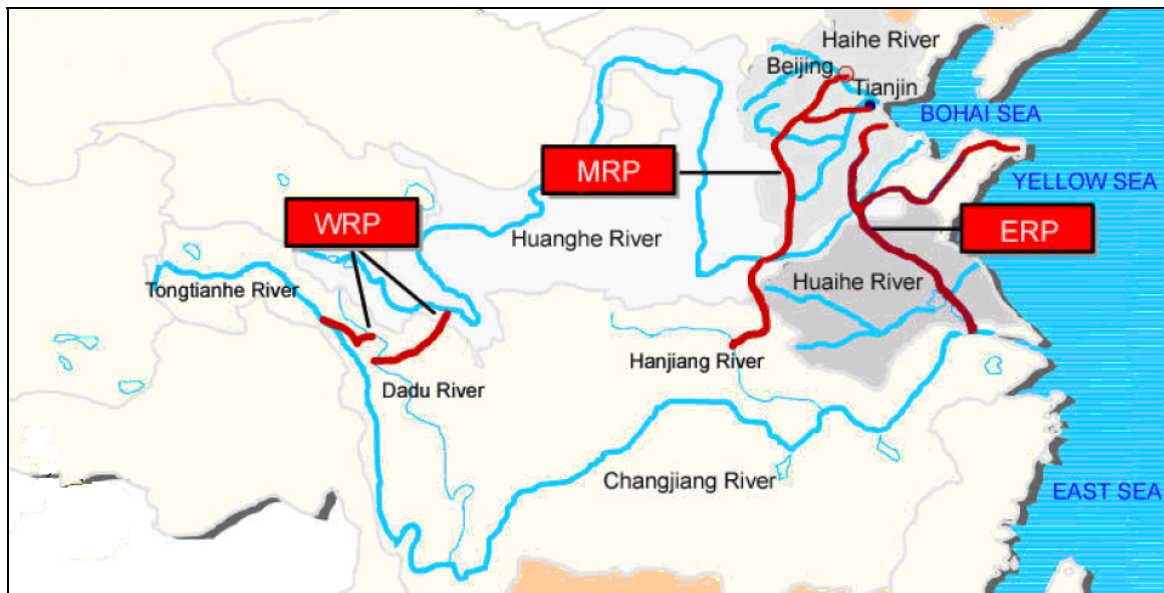 Haihe River
Beijing
Tianjin
BOHAI SEA
MRP
YELLOW SEA
WRP
ERP
Huanghe River
Huaihe River
Tongtianhe River
Hanjiang River
Dadu River
Changjiang River
EAST SEA